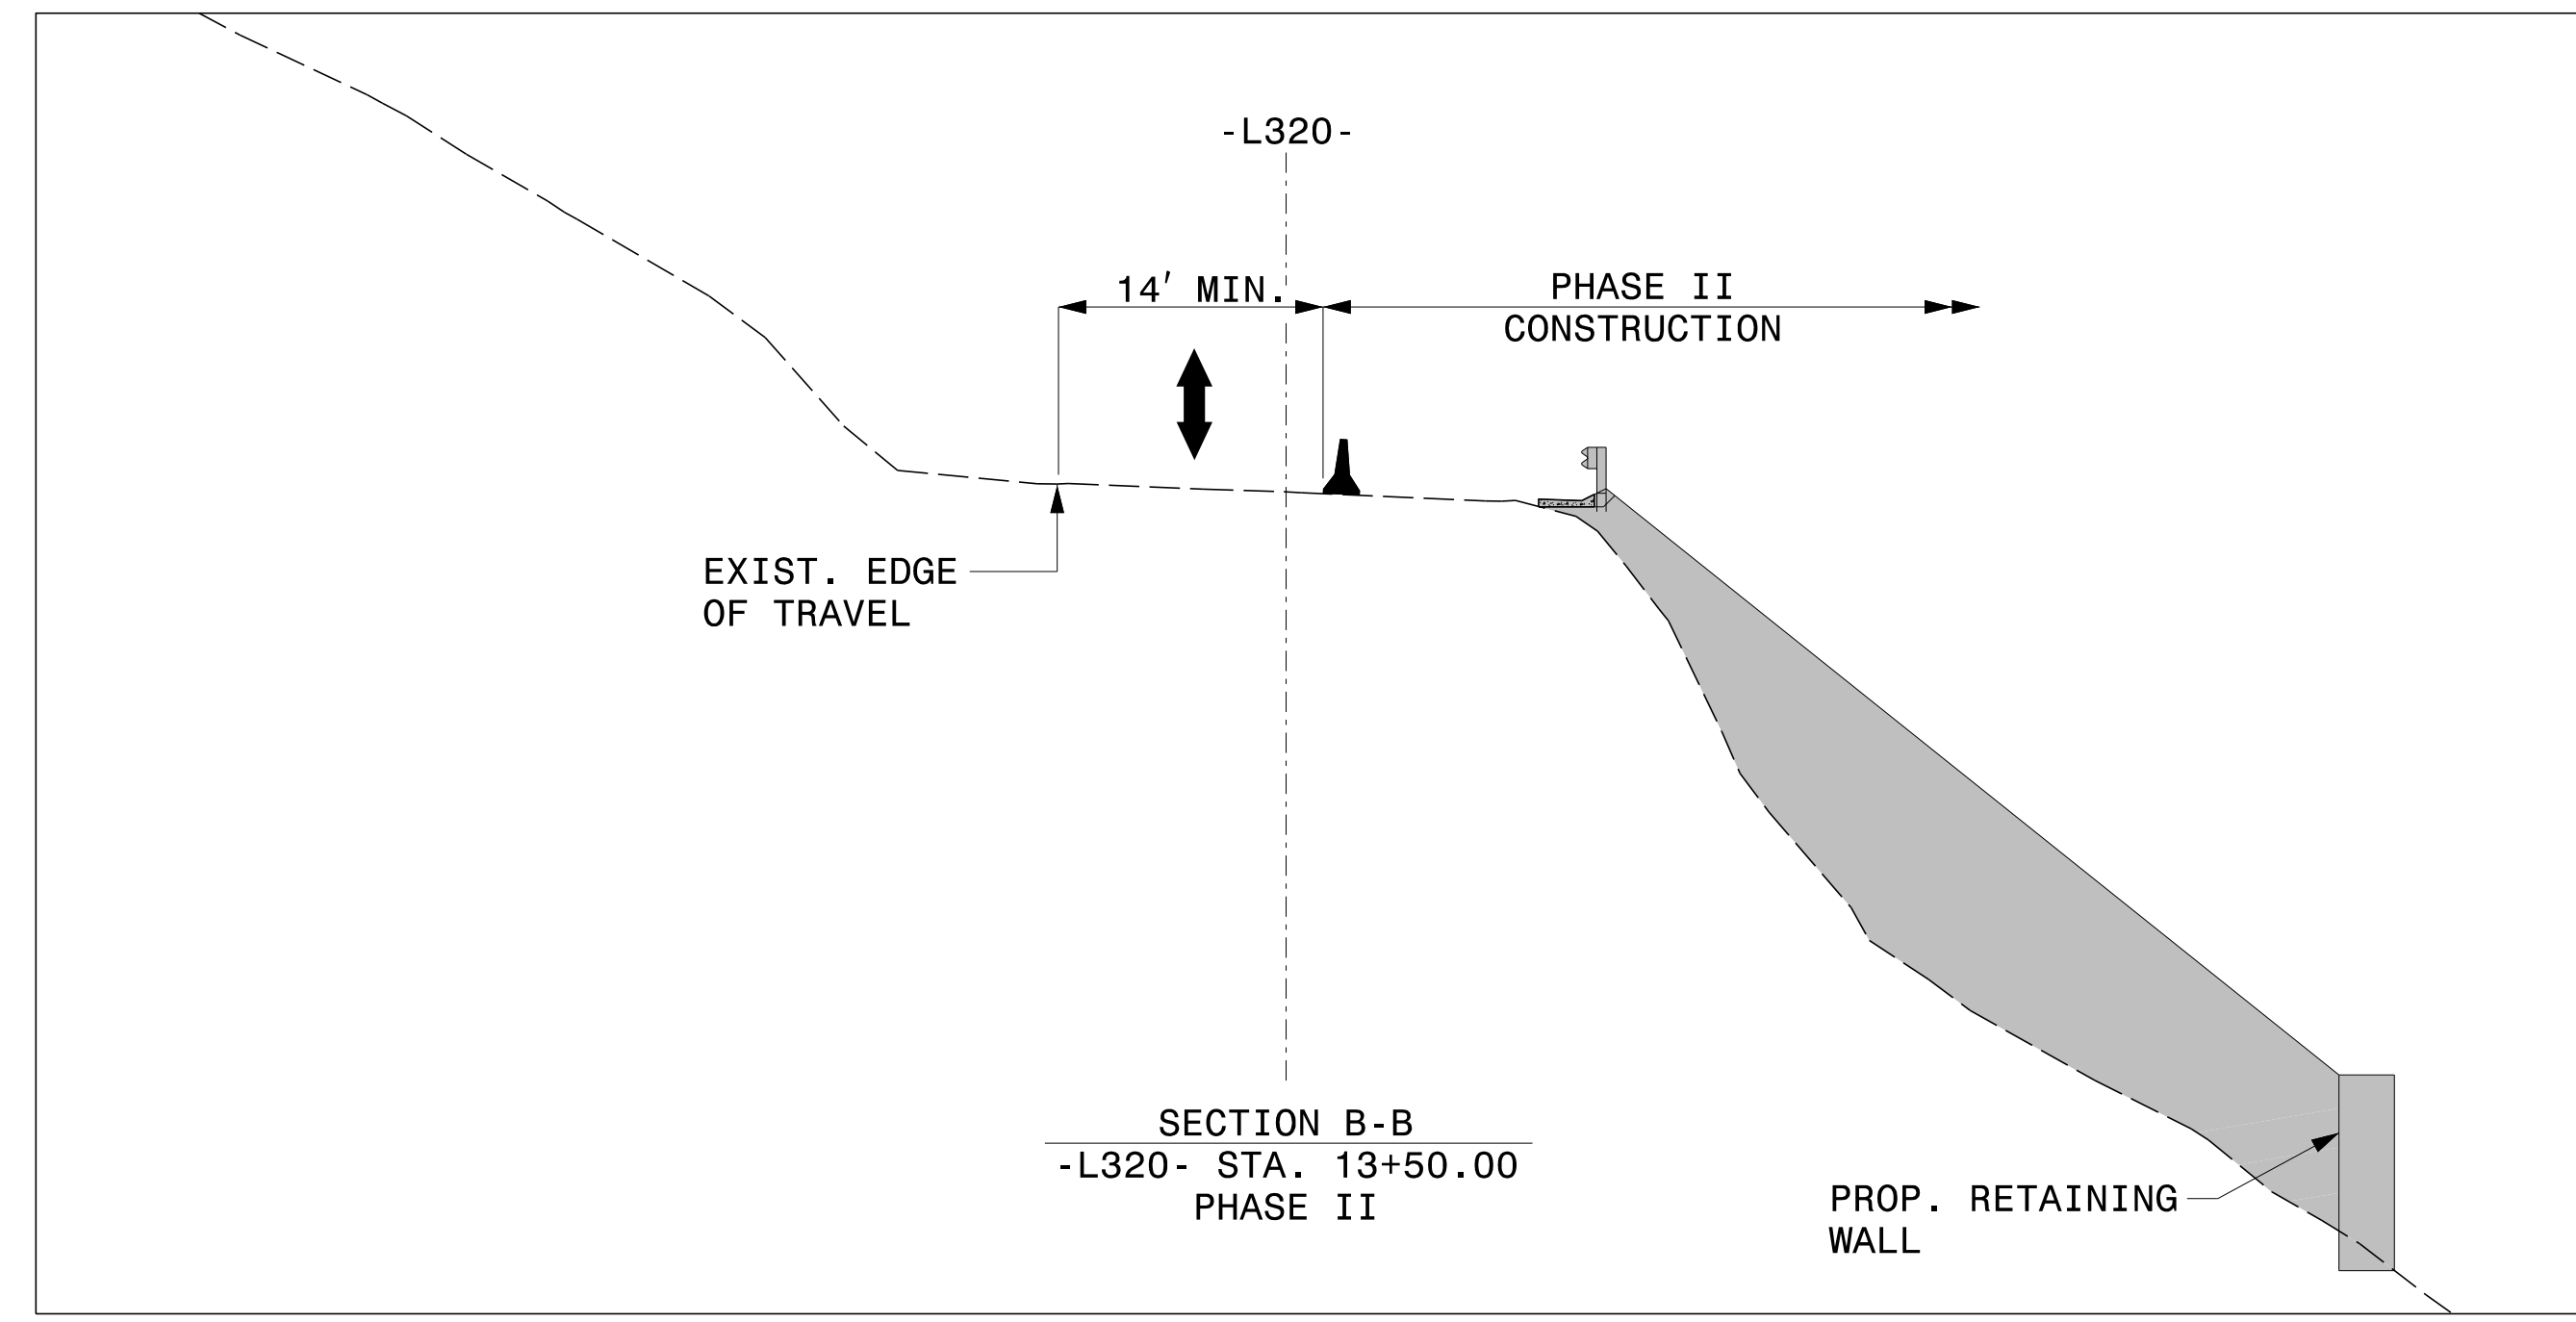 -L320-
14' MIN.
PHASE II
CONSTRUCTION
EXIST. EDGE
OF TRAVEL
SECTION B-B
-L320- STA. 13+50.00
PHASE II
PROP. RETAINING
WALL